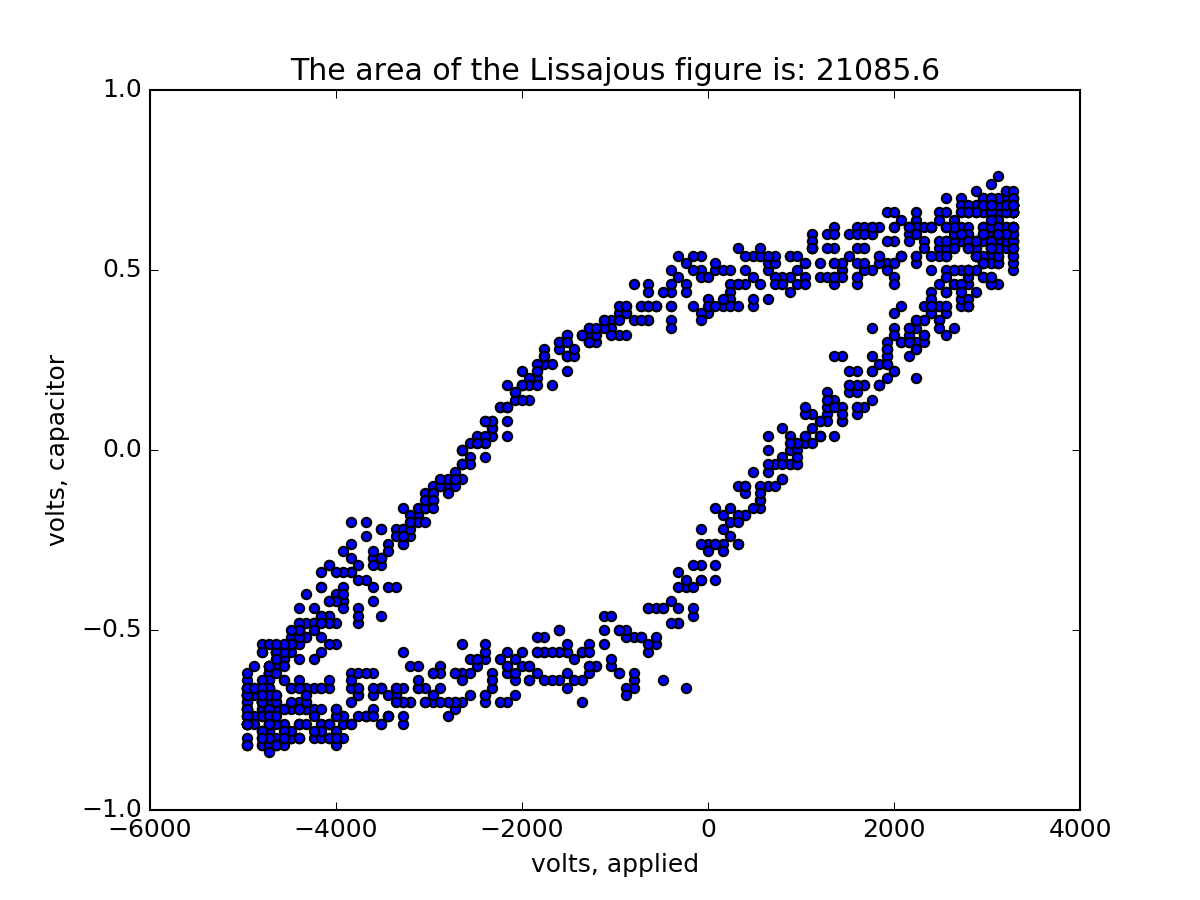 The area of the Lissajous figure is: 21085.6
1.0
0.5
0.0
−0.5
−1.0
volts, capacitor
−6000 −4000 −2000 0 2000 4000
volts, applied